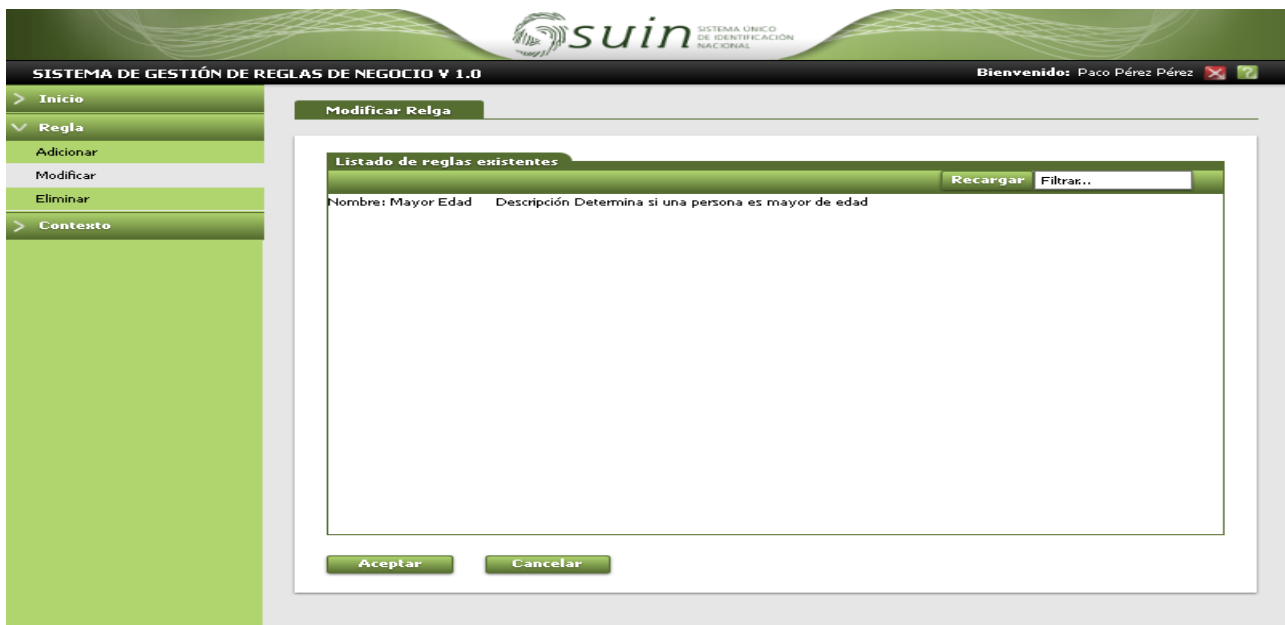 suin SISTEMA ÚNICO
DE IDENTIFICACIÓN
NACIONAL
SISTEMA DE GESTIÓN DE REGLAS DE NEGOCIO V 1.0
Bienvenido: Paco Pérez Pérez
Inicio
Regla
Adicionar
Modificar
Eliminar
Contexto
Modificar Relga
Listado de reglas existentes
Recargar Filtrar...
Nombre: Mayor Edad Descripción Determina si una persona es mayor de edad
Aceptar Cancelar